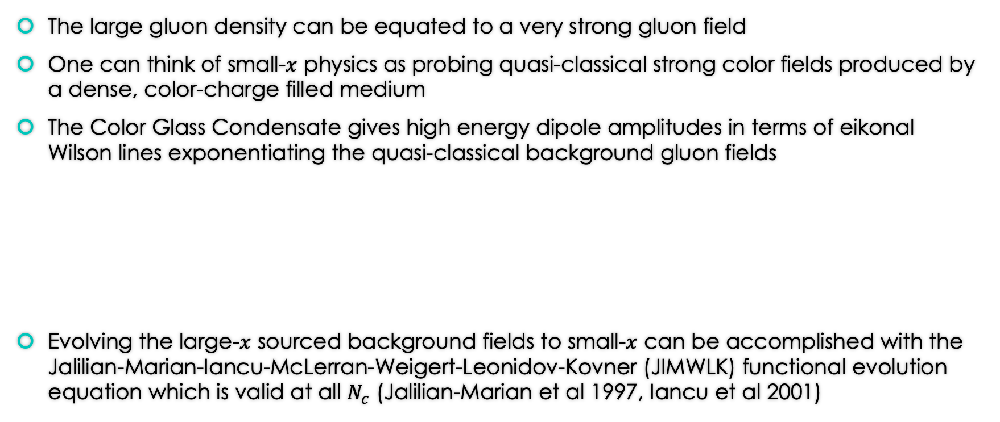 The large gluon density can be equated to a very strong gluon field
One can think of small-x physics as probing quasi-classical strong color fields produced by
a dense, color-charge filled medium
The Color Glass Condensate gives high energy dipole amplitudes in terms of eikonal
Wilson lines exponentiating the quasi-classical background gluon fields
Evolving the large-x sourced background fields to small-x can be accomplished with the
Jalilian-Marian-Iancu-McLerran-Weigert-Leonidov-Kovner (JIMWLK) functional evolution
equation which is valid at all N_c (Jalilian-Marian et al 1997, Iancu et al 2001)